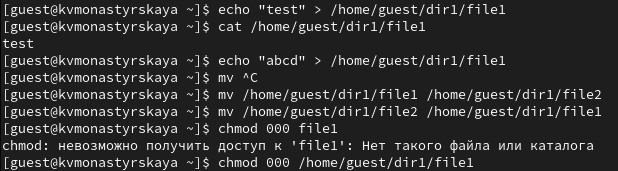 [guest@kvmonastyrskaya ~]$ echo "test" > /home/guest/dir1/file1
[guest@kvmonastyrskaya ~]$ cat /home/guest/dir1/file1
test
[guest@kvmonastyrskaya ~]$ echo "abcd" > /home/guest/dir1/file1
[guest@kvmonastyrskaya ~]$ mv ^C
[guest@kvmonastyrskaya ~]$ mv /home/guest/dir1/file1 /home/guest/dir1/file2
[guest@kvmonastyrskaya ~]$ mv /home/guest/dir1/file2 /home/guest/dir1/file1
[guest@kvmonastyrskaya ~]$ chmod 000 file1
chmod: невозможно получить доступ к 'file1': Нет такого файла или каталога
[guest@kvmonastyrskaya ~]$ chmod 000 /home/guest/dir1/file1